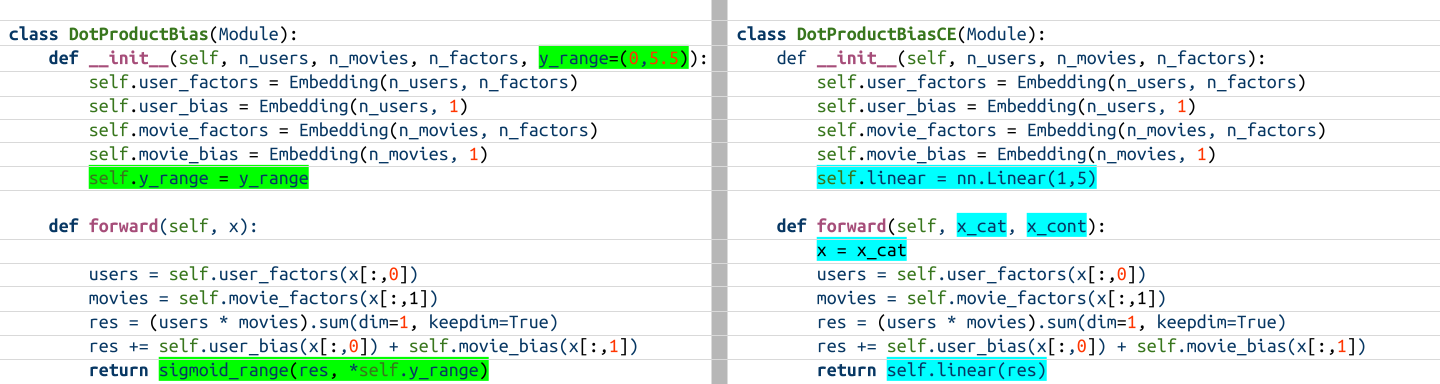 class DotProductBias(Module):
    def __init__(self, n_users, n_movies, n_factors, y_range=(0,5.5)):
        self.user_factors = Embedding(n_users, n_factors)
        self.user_bias = Embedding(n_users, 1)
        self.movie_factors = Embedding(n_movies, n_factors)
        self.movie_bias = Embedding(n_movies, 1)
        self.y_range = y_range

    def forward(self, x):

        users = self.user_factors(x[:,0])
        movies = self.movie_factors(x[:,1])
        res = (users * movies).sum(dim=1, keepdim=True)
        res += self.user_bias(x[:,0]) + self.movie_bias(x[:,1])
        return sigmoid_range(res, *self.y_range)

class DotProductBiasCE(Module):
    def __init__(self, n_users, n_movies, n_factors):
        self.user_factors = Embedding(n_users, n_factors)
        self.user_bias = Embedding(n_users, 1)
        self.movie_factors = Embedding(n_movies, n_factors)
        self.movie_bias = Embedding(n_movies, 1)
        self.linear = nn.Linear(1,5)

    def forward(self, x_cat, x_cont):
        x = x_cat
        users = self.user_factors(x[:,0])
        movies = self.movie_factors(x[:,1])
        res = (users * movies).sum(dim=1, keepdim=True)
        res += self.user_bias(x[:,0]) + self.movie_bias(x[:,1])
        return self.linear(res)